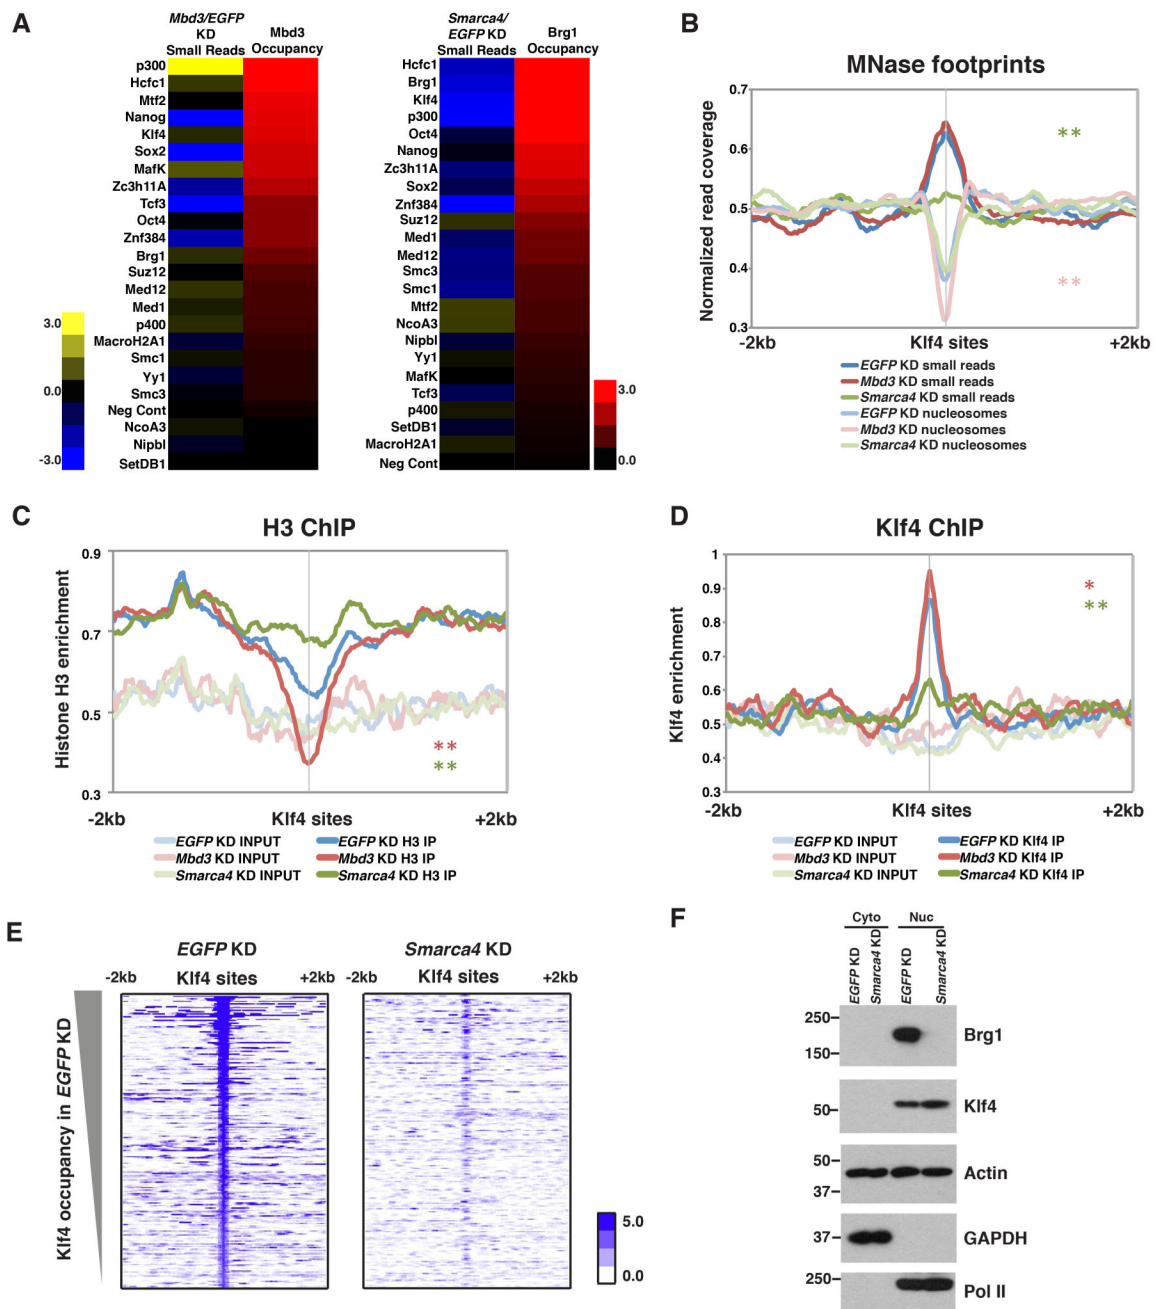 A
Mbd3/EGFP
KD
Small Reads
Mbd3
Occupancy
p300
Hcfc1
Mtf2
Nanog
Klf4
Sox2
MafK
Zc3h11A
Tcf3
Oct4
Znf384
Brg1
Suz12
Med12
Med1
p400
MacroH2A1
Smc1
Yy1
Smc3
Neg Cont
NcoA3
Nipbl
SetDB1
3.0
0.0
-3.0
Smarca4/
EGFP KD
Small Reads
Brg1
Occupancy
Hcfc1
Brg1
Klf4
p300
Oct4
Nanog
Zc3h11A
Sox2
Znf384
Suz12
Med1
Med12
Smc3
Smc1
Mtf2
NcoA3
Nipbl
Yy1
MafK
Tcf3
p400
SetDB1
MacroH2A1
Neg Cont
3.0
0.0
B
MNase footprints
Normalized read coverage
0.7
0.6
0.5
0.4
0.3
**
**
-2kb
Klf4 sites
+2kb
EGFP KD small reads
Mbd3 KD small reads
Smarca4 KD small reads
EGFP KD nucleosomes
Mbd3 KD nucleosomes
Smarca4 KD nucleosomes
C
H3 ChIP
Histone H3 enrichment
0.9
0.7
0.5
0.3
**
**
-2kb
Klf4 sites
+2kb
EGFP KD INPUT
EGFP KD H3 IP
Mbd3 KD INPUT
Mbd3 KD H3 IP
Smarca4 KD INPUT
Smarca4 KD H3 IP
D
Klf4 ChIP
Klf4 enrichment
1
0.9
0.8
0.7
0.6
0.5
0.4
0.3
*
**
-2kb
Klf4 sites
+2kb
EGFP KD INPUT
EGFP KD Klf4 IP
Mbd3 KD INPUT
Mbd3 KD Klf4 IP
Smarca4 KD INPUT
Smarca4 KD Klf4 IP
E
EGFP KD
-2kb
Klf4 sites
+2kb
Smarca4 KD
-2kb
Klf4 sites
+2kb
Klf4 occupancy in EGFP KD
5.0
0.0
F
Cyto
Nuc
EGFP KD
Smarca4 KD
EGFP KD
Smarca4 KD
250
150
Brg1
50
Klf4
50
37
Actin
37
GAPDH
250
Pol II